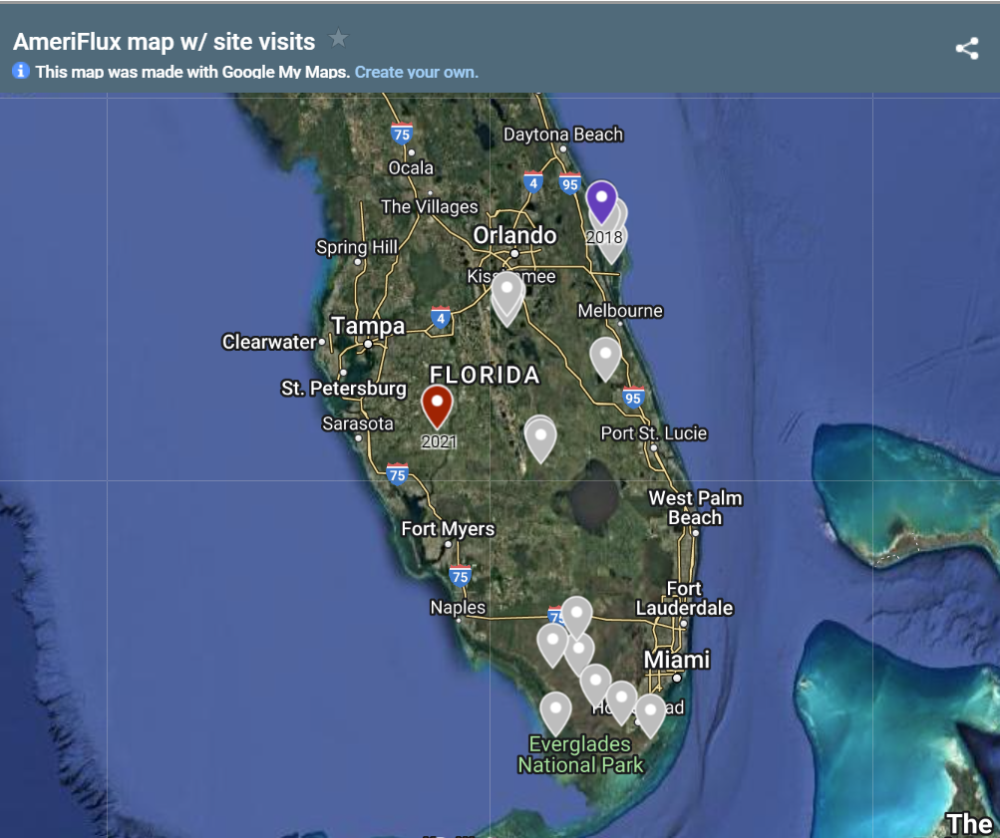 AmeriFlux map w/ site visits
This map was made with Google My Maps. Create your own.
Daytona Beach
75
Ocala
4
95
The Villages
2018
Orlando
Spring Hill
Melbourne
4
Tampa
Clearwater
FLORIDA
St. Petersburg
95
Sarasota
2021
Port St. Lucie
75
West Palm
Beach
Fort Myers
75
Fort
Lauderdale
Naples
Miami
Everglades
National Park
The